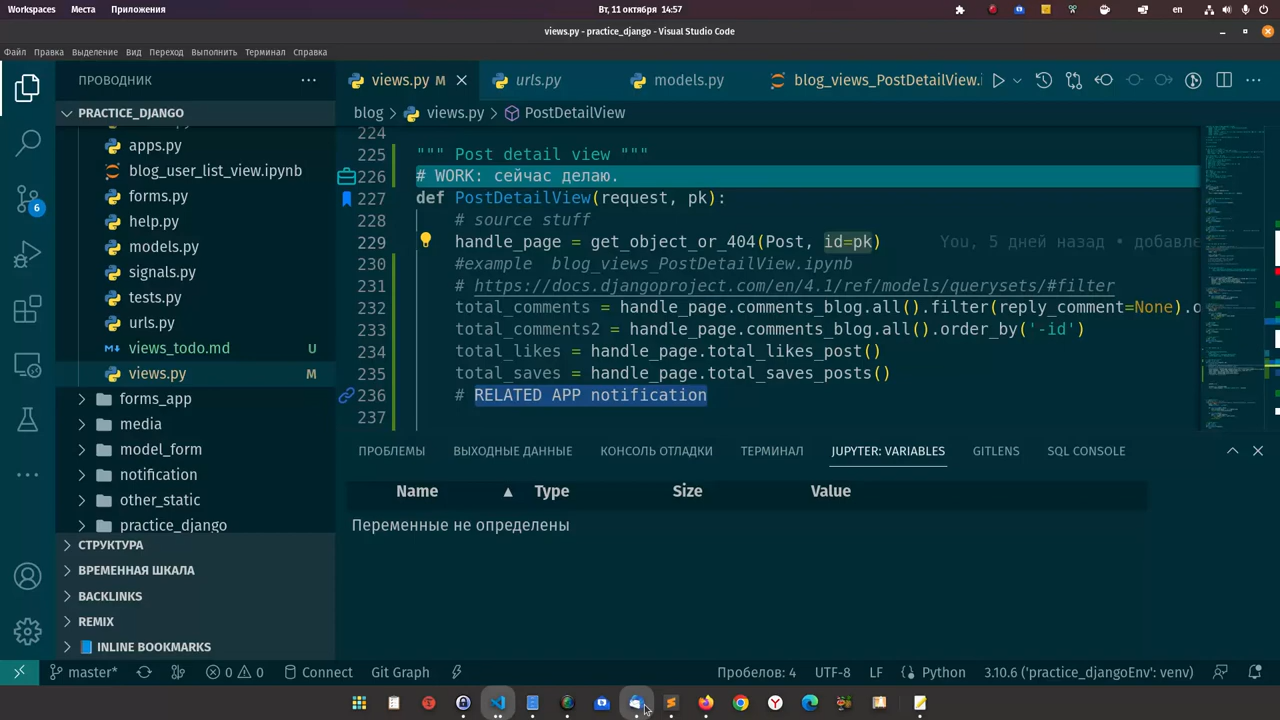 Workspaces Места Приложения Вт, 11 октября 14:57 en
views.py - practice_django - Visual Studio Code
Файл Правка Выделение Вид Переход Выполнить Терминал Справка
ПРОВОДНИК
views.py M urls.py models.py blog_views_PostDetailView.i
PRACTICE_DJANGO
blog views.py PostDetailView
apps.py
blog_user_list_view.ipynb
forms.py
help.py
models.py
signals.py
tests.py
urls.py
views_todo.md U
views.py M
forms_app
media
model_form
notification
other_static
practice_django
СТРУКТУРА
ВРЕМЕННАЯ ШКАЛА
BACKLINKS
REMIX
INLINE BOOKMARKS
6
224
225 """ Post detail view """
226 # WORK: сейчас делаю.
227 def PostDetailView(request, pk):
228 # source stuff
229 handle_page = get_object_or_404(Post, id=pk) You, 5 дней назад • добавле
230 #example blog_views_PostDetailView.ipynb
231 # https://docs.djangoproject.com/en/4.1/ref/models/querysets/#filter
232 total_comments = handle_page.comments_blog.all().filter(reply_comment=None).o
233 total_comments2 = handle_page.comments_blog.all().order_by('-id')
234 total_likes = handle_page.total_likes_post()
235 total_saves = handle_page.total_saves_posts()
236 # RELATED APP notification
237
ПРОБЛЕМЫ ВЫХОДНЫЕ ДАННЫЕ КОНСОЛЬ ОТЛАДКИ ТЕРМИНАЛ JUPYTER: VARIABLES GITLENS SQL CONSOLE
Name Type Size Value
Переменные не определены
master* 0 0 Connect Git Graph Пробелов: 4 UTF-8 LF Python 3.10.6 ('practice_djangoEnv': venv)